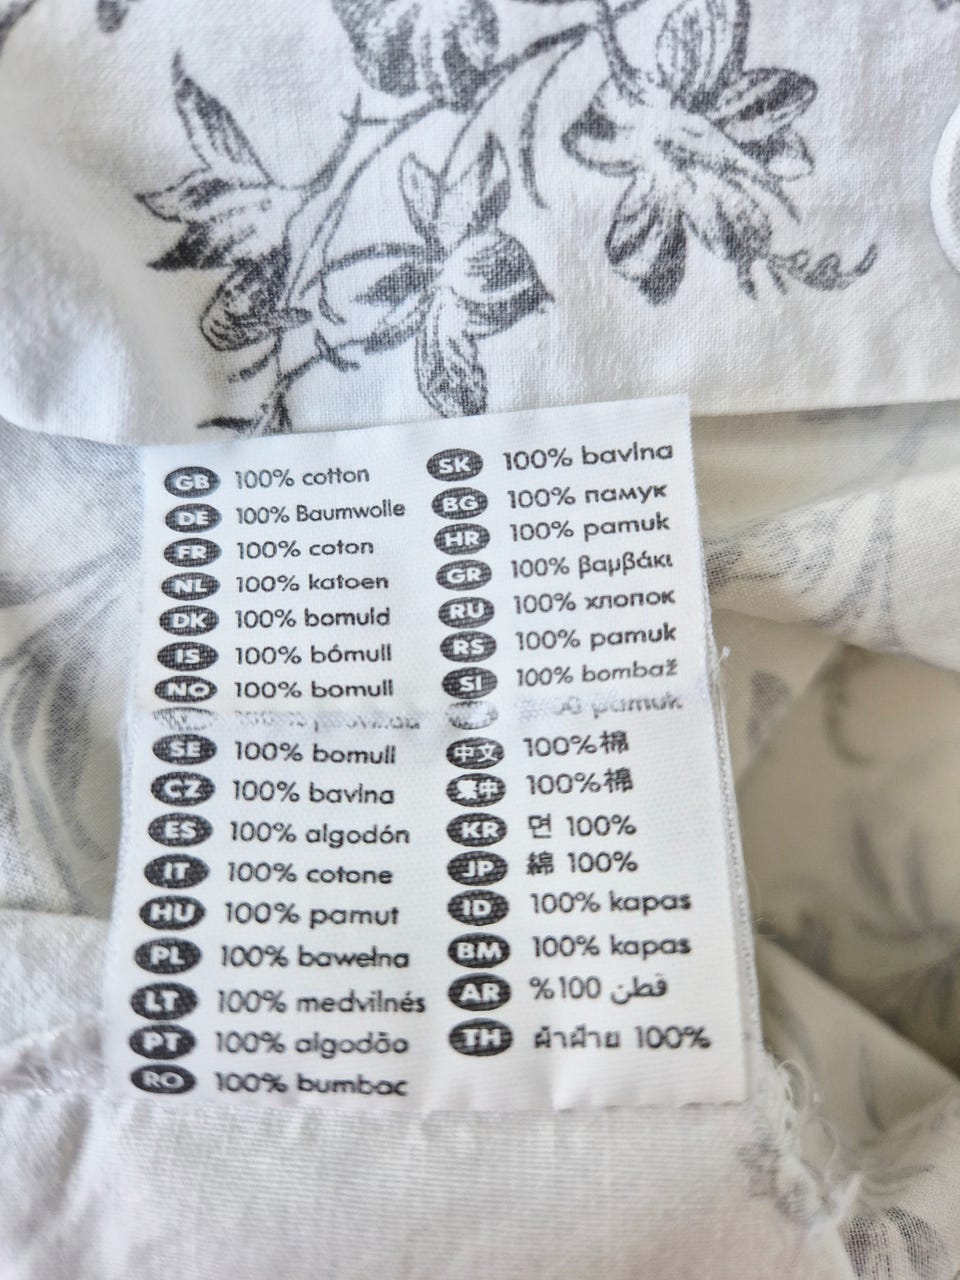 GB 100% cotton
DE 100% Baumwolle
FR 100% coton
NL 100% katoen
DK 100% bomuld
IS 100% bómull
NO 100% bomull
SE 100% bomull
CZ 100% bavlna
ES 100% algodón
IT 100% cotone
HU 100% pamut
PL 100% bawełna
LT 100% medvilnés
PT 100% algodão
RO 100% bumbac
SK 100% bavlna
BG 100% памук
HR 100% pamuk
GR 100% βαμβάκι
RU 100% хлопок
RS 100% pamuk
SI 100% bombaž
pamuk
中文 100%棉
繁中 100%棉
KR 면 100%
JP 綿 100%
ID 100% kapas
BM 100% kapas
AR %100 قطن
TH ผ้าฝ้าย 100%